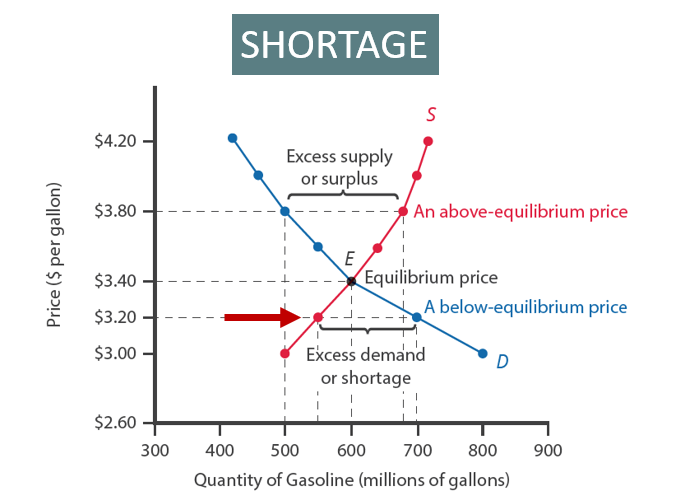 SHORTAGE
S
$4.20
Excess supply
or surplus
$3.80
An above-equilibrium price
E
$3.40
Equilibrium price
Price ($ per gallon)
$3.20
A below-equilibrium price
$3.00
Excess demand
or shortage
D
$2.60
300 400 500 600 700 800 900
Quantity of Gasoline (millions of gallons)